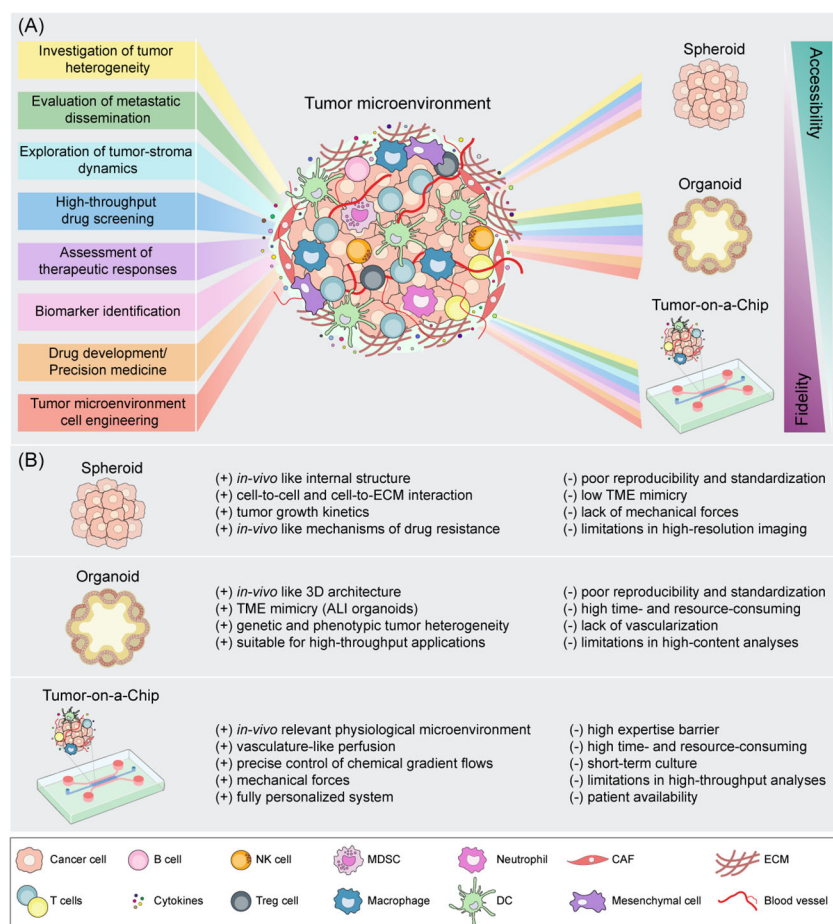 (A)
Investigation of tumor
heterogeneity
Evaluation of metastatic
dissemination
Exploration of tumor-stroma
dynamics
High-throughput
drug screening
Assessment of
therapeutic responses
Biomarker identification
Drug development/
Precision medicine
Tumor microenvironment
cell engineering
Tumor microenvironment
Spheroid
Organoid
Tumor-on-a-Chip
Accessibility
Fidelity
(B)
Spheroid
(+) in-vivo like internal structure
(+) cell-to-cell and cell-to-ECM interaction
(+) tumor growth kinetics
(+) in-vivo like mechanisms of drug resistance
(-) poor reproducibility and standardization
(-) low TME mimicry
(-) lack of mechanical forces
(-) limitations in high-resolution imaging
Organoid
(+) in-vivo like 3D architecture
(+) TME mimicry (ALI organoids)
(+) genetic and phenotypic tumor heterogeneity
(+) suitable for high-throughput applications
(-) poor reproducibility and standardization
(-) high time- and resource-consuming
(-) lack of vascularization
(-) limitations in high-content analyses
Tumor-on-a-Chip
(+) in-vivo relevant physiological microenvironment
(+) vasculature-like perfusion
(+) precise control of chemical gradient flows
(+) mechanical forces
(+) fully personalized system
(-) high expertise barrier
(-) high time- and resource-consuming
(-) short-term culture
(-) limitations in high-throughput analyses
(-) patient availability
Cancer cell
B cell
NK cell
MDSC
Neutrophil
CAF
ECM
T cells
Cytokines
Treg cell
Macrophage
DC
Mesenchymal cell
Blood vessel